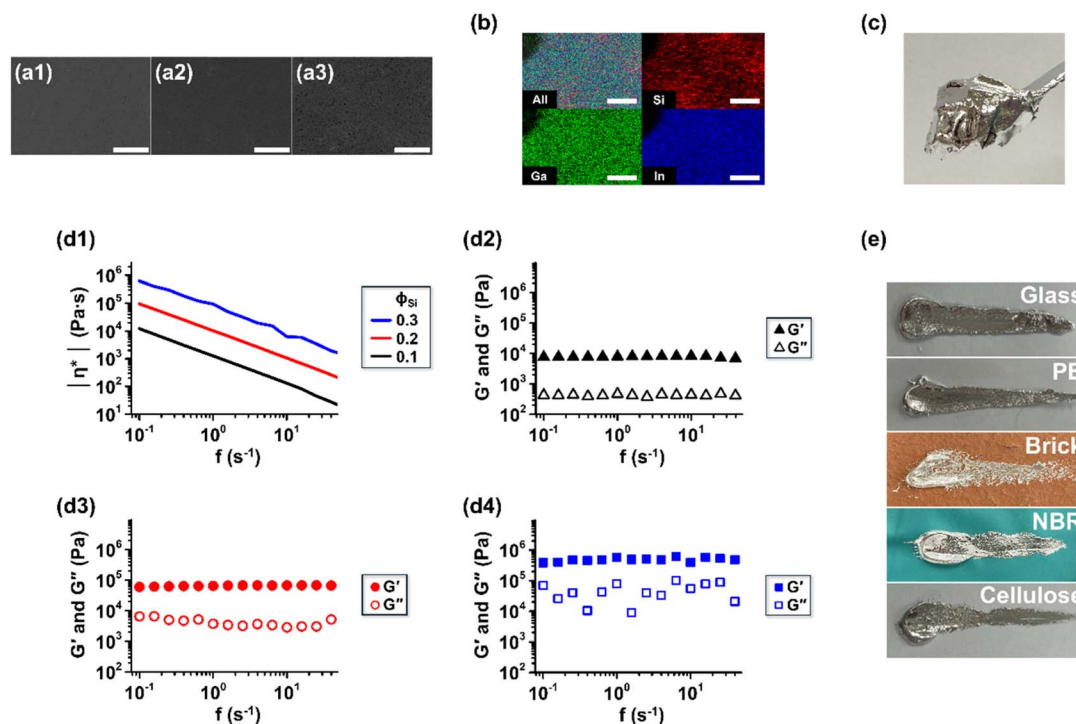 (b)
(c)
(a1)
(a2)
(a3)
All
Si
Ga
In
(d1)
|η*| (Pa·s)
10⁶
10⁵
10⁴
10³
10²
10¹
10⁻¹ 10⁰ 10¹
f (s⁻¹)
ϕSi
0.3
0.2
0.1
(d2)
G′ and G″ (Pa)
10⁶
10⁵
10⁴
10³
10²
10⁻¹ 10⁰ 10¹
f (s⁻¹)
G′
G″
(e)
Glass
PE
Brick
NBR
Cellulose
(d3)
G′ and G″ (Pa)
10⁶
10⁵
10⁴
10³
10²
10⁻¹ 10⁰ 10¹
f (s⁻¹)
G′
G″
(d4)
G′ and G″ (Pa)
10⁶
10⁵
10⁴
10³
10²
10⁻¹ 10⁰ 10¹
f (s⁻¹)
G′
G″